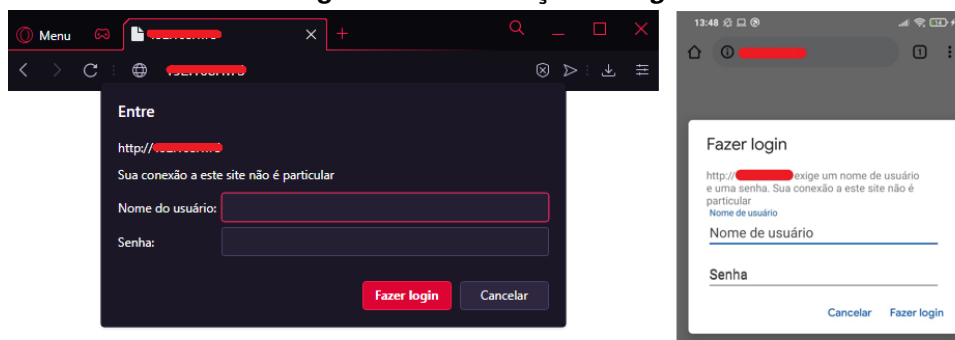 Menu
Entre
http://
Sua conexão a este site não é particular
Nome do usuário:
Senha:
Fazer login Cancelar
13:48
1
Fazer login
http:// exige um nome de usuário
e uma senha. Sua conexão a este site não é
particular
Nome de usuário
Nome de usuário
Senha
Cancelar Fazer login